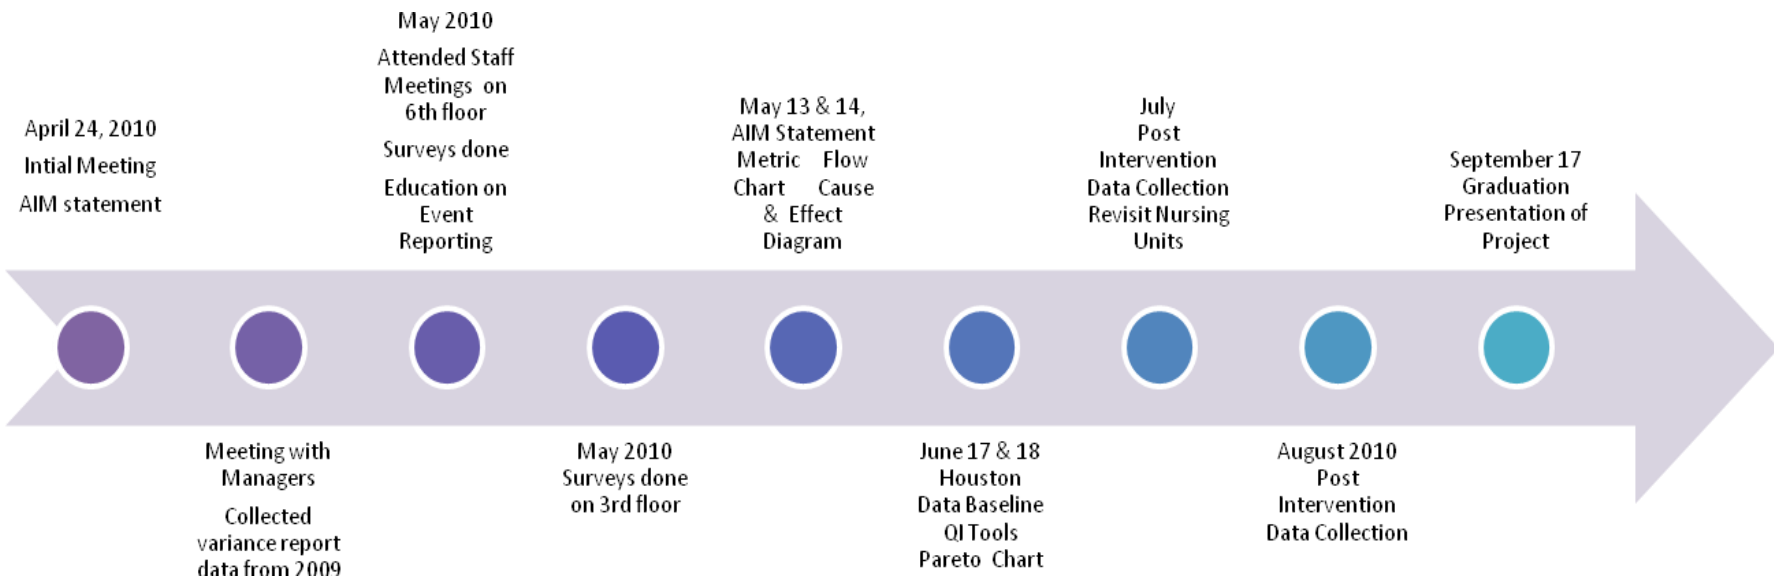 April 24, 2010
Intial Meeting
AIM statement
Meeting with
Managers
Collected
variance report
data from 2009
May 2010
Attended Staff
Meetings on
6th floor
Surveys done
Education on
Event
Reporting
May 2010
Surveys done
on 3rd floor
May 13 & 14,
AIM Statement
Metric Flow
Chart Cause
& Effect
Diagram
June 17 & 18
Houston
Data Baseline
QI Tools
Pareto Chart
July
Post
Intervention
Data Collection
Revisit Nursing
Units
August 2010
Post
Intervention
Data Collection
September 17
Graduation
Presentation of
Project